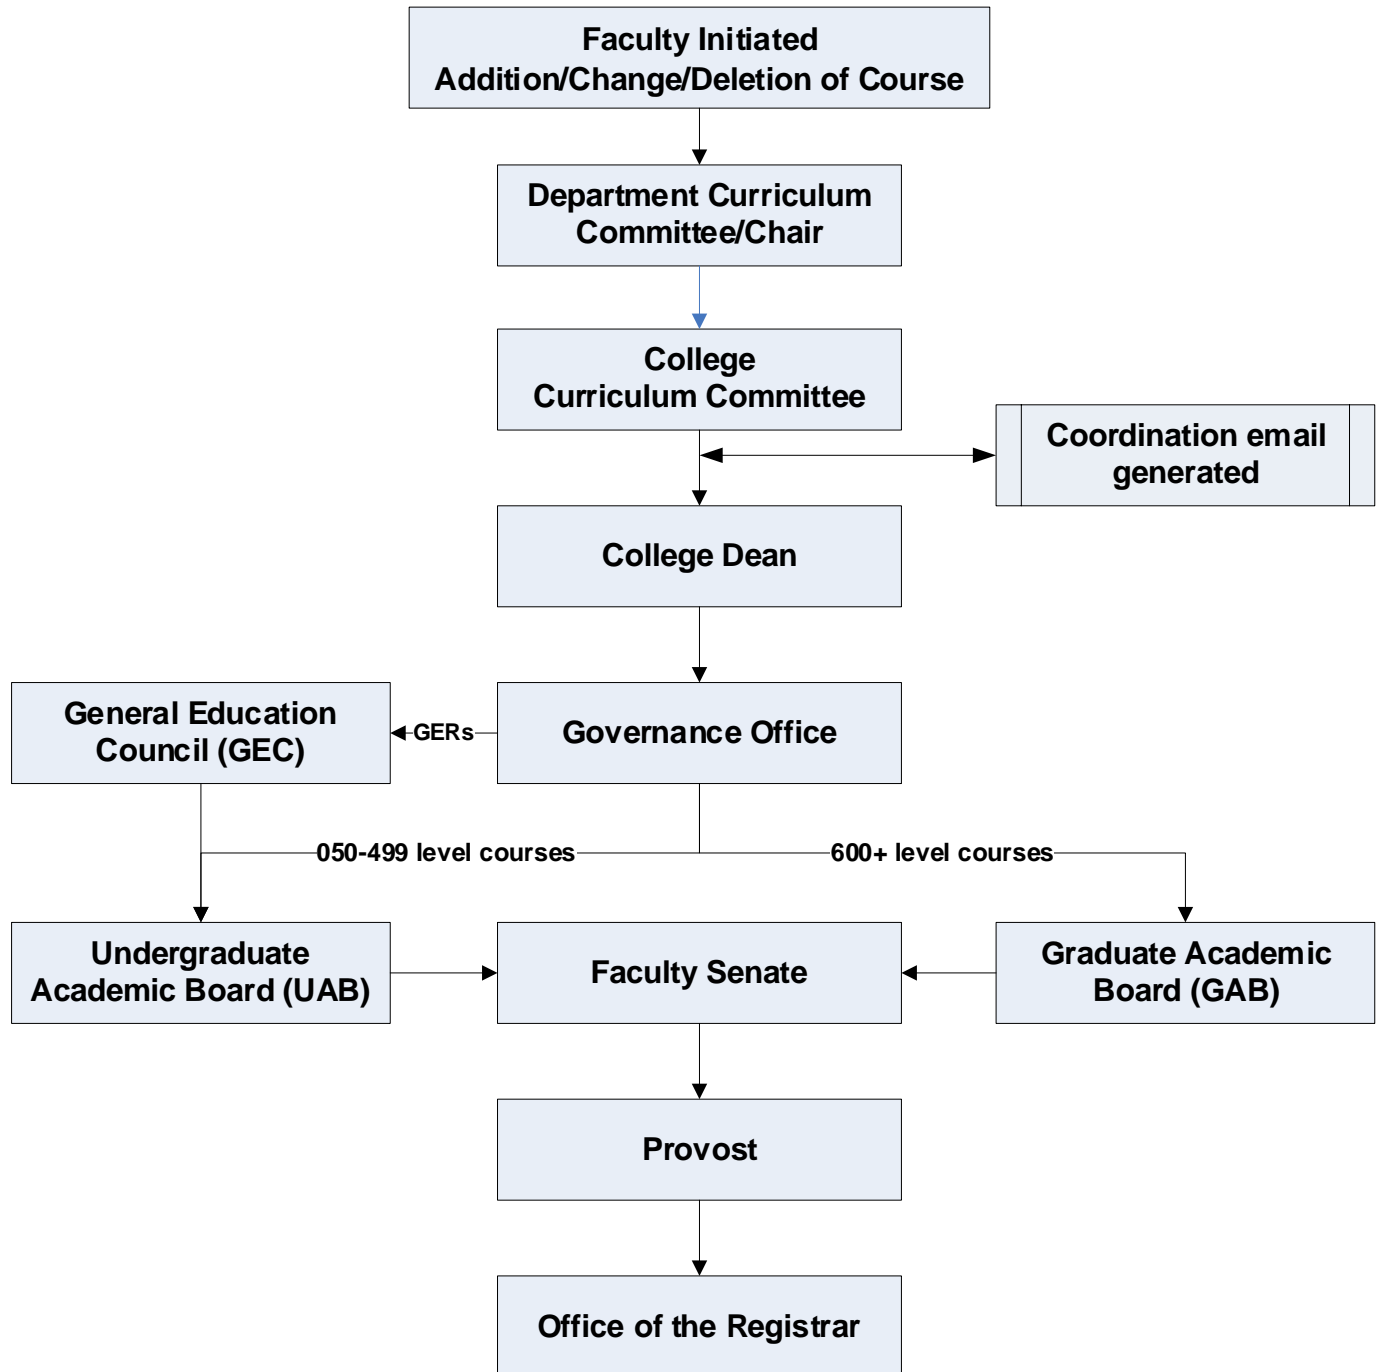 Faculty Initiated
Addition/Change/Deletion of Course
Department Curriculum
Committee/Chair
College
Curriculum Committee
Coordination email
generated
College Dean
General Education
Council (GEC)
GERs
Governance Office
050-499 level courses
600+ level courses
Undergraduate
Academic Board (UAB)
Faculty Senate
Graduate Academic
Board (GAB)
Provost
Office of the Registrar